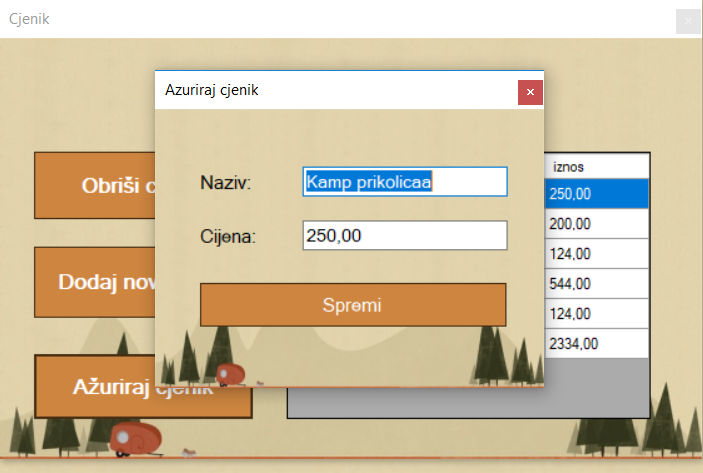 Cjenik
Azuriraj cjenik
Naziv:
Kamp prikolicaa
Cijena:
250,00
Spremi
Obriši c
Dodaj nov
Ažuriraj cjenik
iznos
250,00
200,00
124,00
544,00
124,00
2334,00